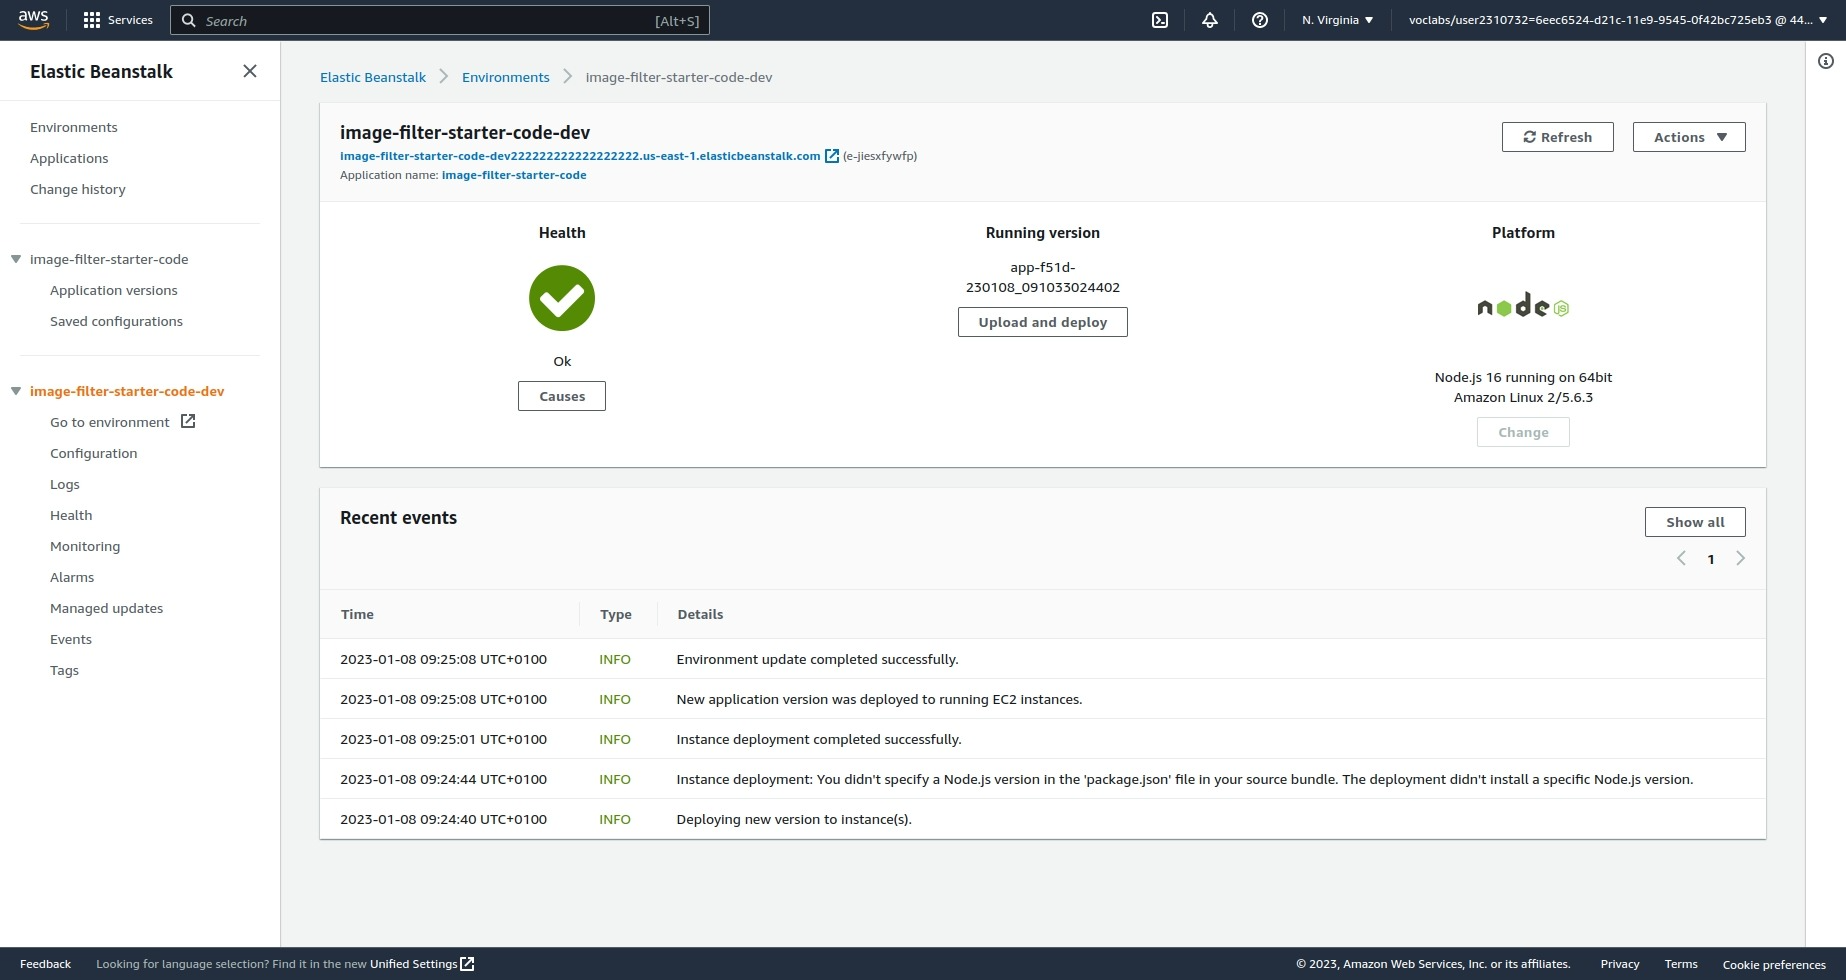 aws
Services
Search [Alt+S]
N. Virginia
voclabs/user2310732=6eec6524-d21c-11e9-9545-0f42bc725eb3 @ 44...
Elastic Beanstalk
Environments
Applications
Change history
image-filter-starter-code
Application versions
Saved configurations
image-filter-starter-code-dev
Go to environment
Configuration
Logs
Health
Monitoring
Alarms
Managed updates
Events
Tags
Elastic Beanstalk Environments image-filter-starter-code-dev
image-filter-starter-code-dev
image-filter-starter-code-dev222222222222222222.us-east-1.elasticbeanstalk.com (e-jiesxfywfp)
Application name: image-filter-starter-code
Refresh
Actions
Health
Ok
Causes
Running version
app-f51d-
230108_091033024402
Upload and deploy
Platform
node JS
Node.js 16 running on 64bit
Amazon Linux 2/5.6.3
Change
Recent events
Show all
1
Time Type Details
2023-01-08 09:25:08 UTC+0100 INFO Environment update completed successfully.
2023-01-08 09:25:08 UTC+0100 INFO New application version was deployed to running EC2 instances.
2023-01-08 09:25:01 UTC+0100 INFO Instance deployment completed successfully.
2023-01-08 09:24:44 UTC+0100 INFO Instance deployment: You didn't specify a Node.js version in the 'package.json' file in your source bundle. The deployment didn't install a specific Node.js version.
2023-01-08 09:24:40 UTC+0100 INFO Deploying new version to instance(s).
Feedback Looking for language selection? Find it in the new Unified Settings
© 2023, Amazon Web Services, Inc. or its affiliates. Privacy Terms Cookie preferences